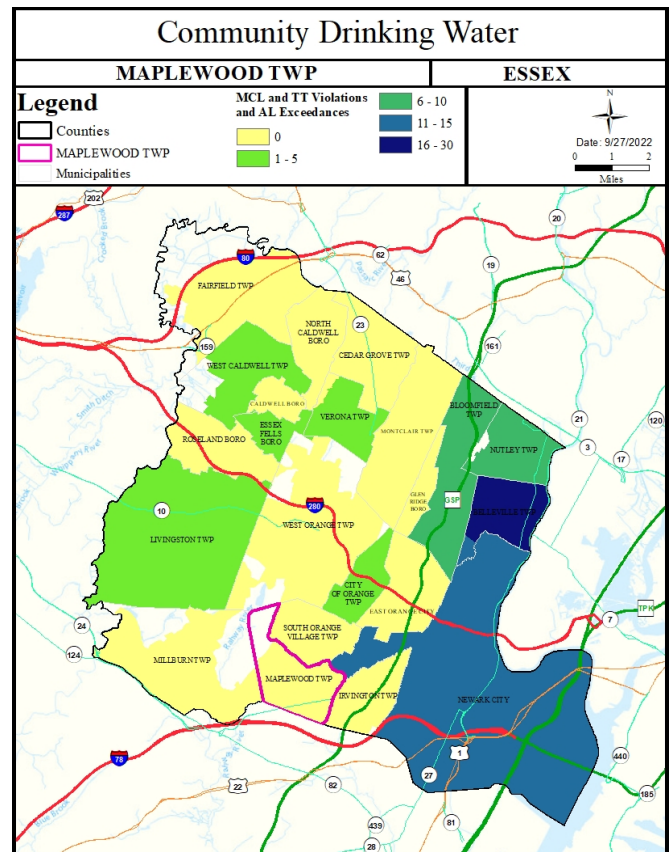 Community Drinking Water
MAPLEWOOD TWP
ESSEX
Legend
Counties
MAPLEWOOD TWP
Municipalities
MCL and TT Violations
and AL Exceedances
0
1 - 5
6 - 10
11 - 15
16 - 30
N
Date: 9/27/2022
0 1 2
Miles
202
287
20
80
62
19
46
FAIRFIELD TWP
NORTH
CALDWELL
BORO
23
159
161
CEDAR GROVE TWP
WEST CALDWELL TWP
CALDWELL BORO
BLOOMFIELD
TWP
VERONA TWP
ESSEX
FELLS
BORO
21
120
MONTCLAIR TWP
ROSELAND BORO
NUTLEY TWP
3
17
GLEN
RIDGE
BORO
GSP
10
280
BELLEVILLE TWP
WEST ORANGE TWP
LIVINGSTON TWP
CITY
OF ORANGE
TWP
EAST ORANGE CITY
TPK
7
24
SOUTH ORANGE
VILLAGE TWP
124
MILLBURN TWP
MAPLEWOOD TWP
IRVINGTON TWP
NEWARK CITY
78
1
440
27
22
82
185
439
81
28
Smith Ditch
Whippany River
Blue Brook